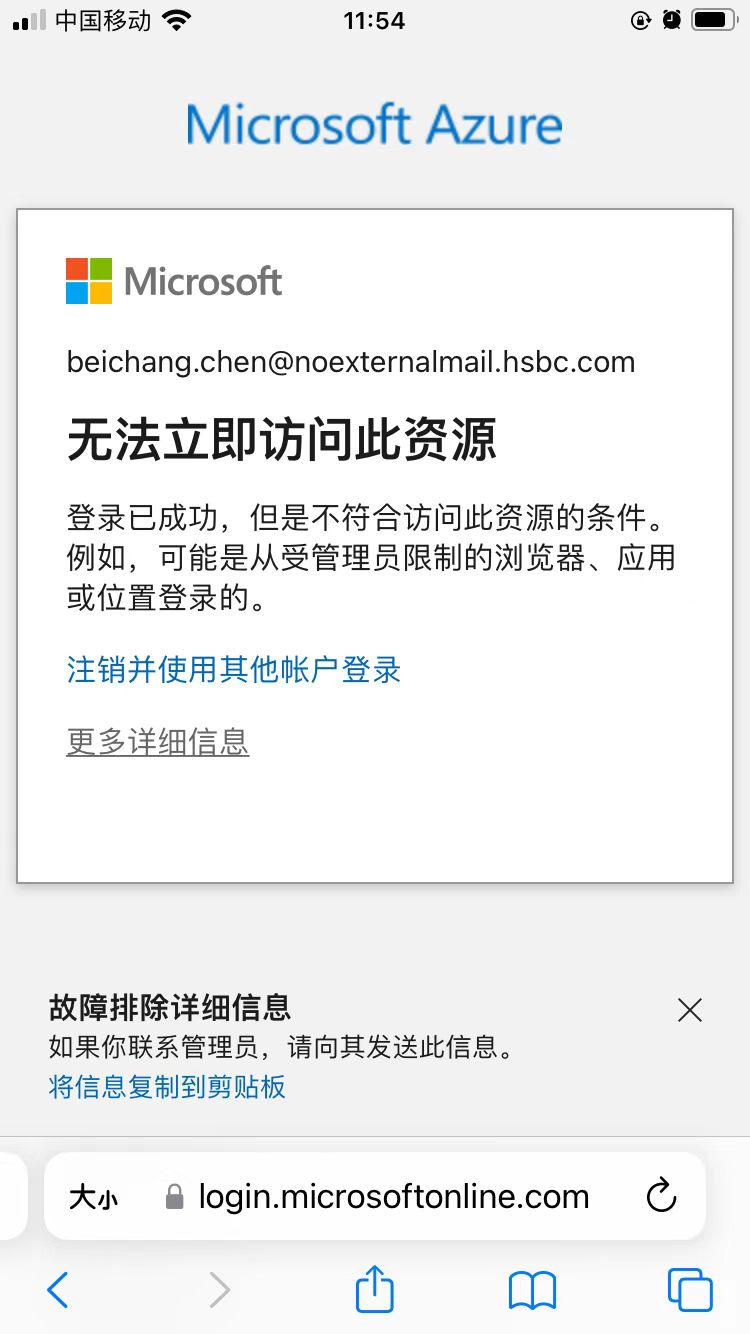 中国移动
11:54
Microsoft Azure
Microsoft
beichang.chen@noexternalmail.hsbc.com
无法立即访问此资源
登录已成功，但是不符合访问此资源的条件。
例如，可能是从受管理员限制的浏览器、应用
或位置登录的。
注销并使用其他帐户登录
更多详细信息
故障排除详细信息
如果你联系管理员，请向其发送此信息。
将信息复制到剪贴板
大小 login.microsoftonline.com